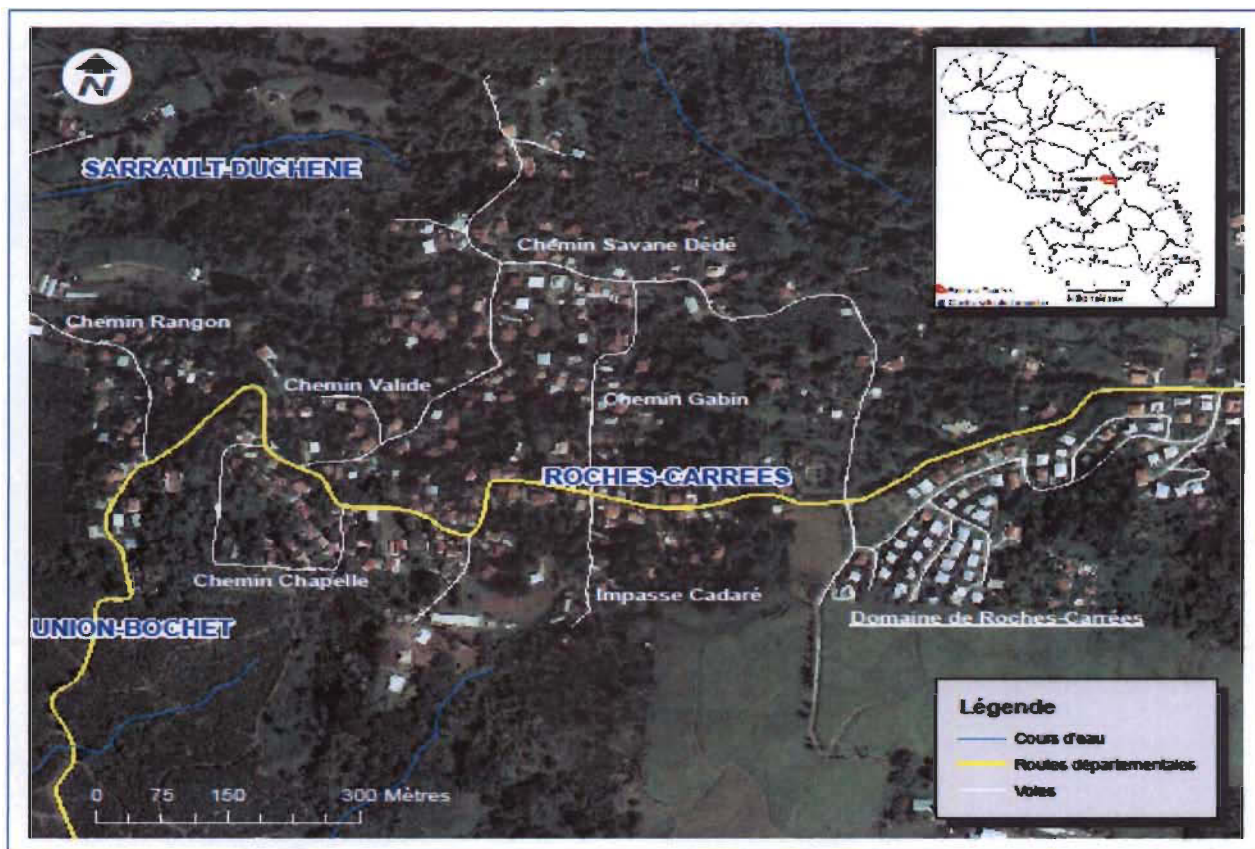 N
SARRAULT-DUCHENE
Chemin Savane Dédé
Chemin Rangon
Chemin Valide
Chemin Gabin
ROCHES-CARREES
Chemin Chapelle
Impasse Cadaré
UNION-BOCHET
Domaine de Roches-Carrées
Légende
Cours d'eau
Routes départementales
Voies
0 75 150 300 Mètres